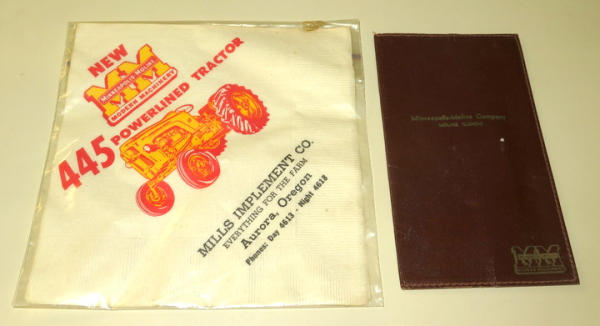 NEW
MM
MINNEAPOLIS-MOLINE
MODERN MACHINERY
445 POWERLINED TRACTOR
MILLS IMPLEMENT CO.
EVERYTHING FOR THE FARM
Aurora, Oregon
Phones: Day 4613 - Night 4618
Minneapolis-Moline Company
MM